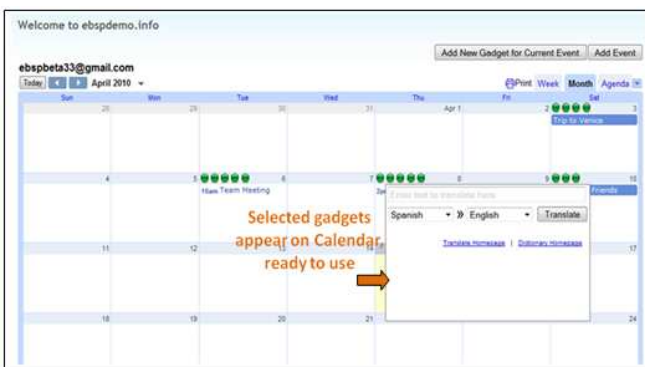 Welcome to ebspdemo.info
Add New Gadget for Current Event Add Event
ebspbeta33@gmail.com
Today April 2010 Print Week Month Agenda
Sun Mon Tue Wed Thu Fri Sat
28 29 30 31 Apr 1 2 3
Trip to Venice
4 5 6 7 8 9 10
10am Team Meeting
Friends
Enter text to translate here.
Spanish » English Translate
Translate Homepage | Dictionary Homepage
Selected gadgets
appear on Calendar,
ready to use
11 12 13 17
18 19 20 21 24